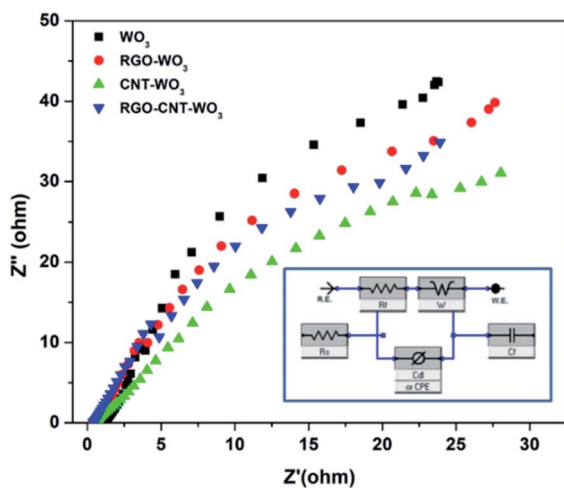 50
WO3
RGO-WO3
CNT-WO3
RGO-CNT-WO3
40
30
20
10
0
Z'' (ohm)
R.E.
Rf
W
W.E.
Rs
Cdl
or CPE
Cf
0 5 10 15 20 25 30
Z'(ohm)